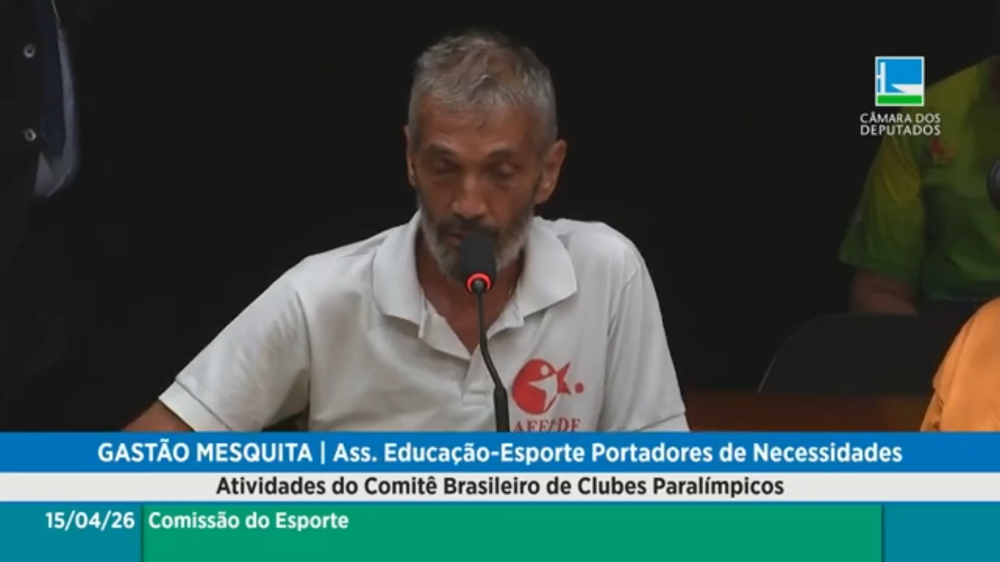 CÂMARA DOS
DEPUTADOS
GASTÃO MESQUITA | Ass. Educação-Esporte Portadores de Necessidades
Atividades do Comitê Brasileiro de Clubes Paralímpicos
15/04/26 Comissão do Esporte